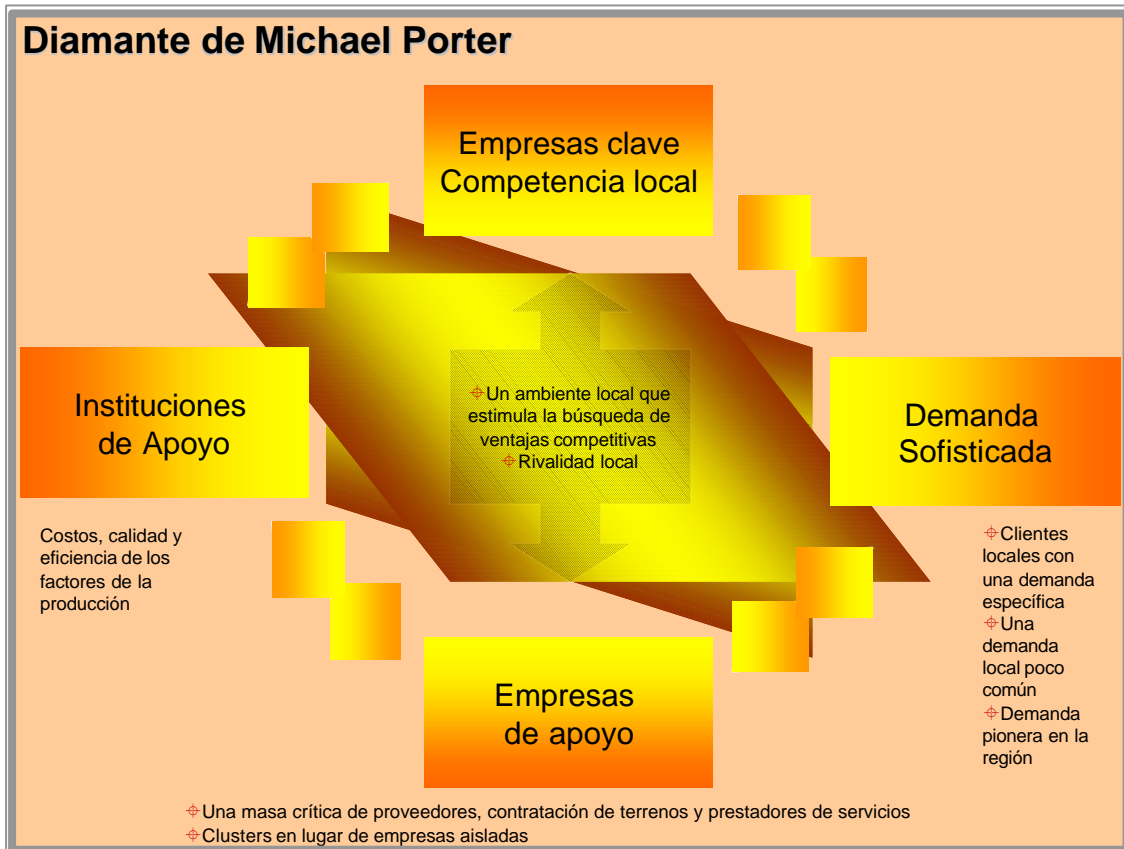 Diamante de Michael Porter
Empresas clave
Competencia local
Instituciones
de Apoyo
Un ambiente local que
estimula la búsqueda de
ventajas competitivas
Rivalidad local
Demanda
Sofisticada
Costos, calidad y
eficiencia de los
factores de la
producción
Clientes
locales con
una demanda
específica
Una
demanda
local poco
común
Demanda
pionera en la
región
Empresas
de apoyo
Una masa crítica de proveedores, contratación de terrenos y prestadores de servicios
Clusters en lugar de empresas aisladas